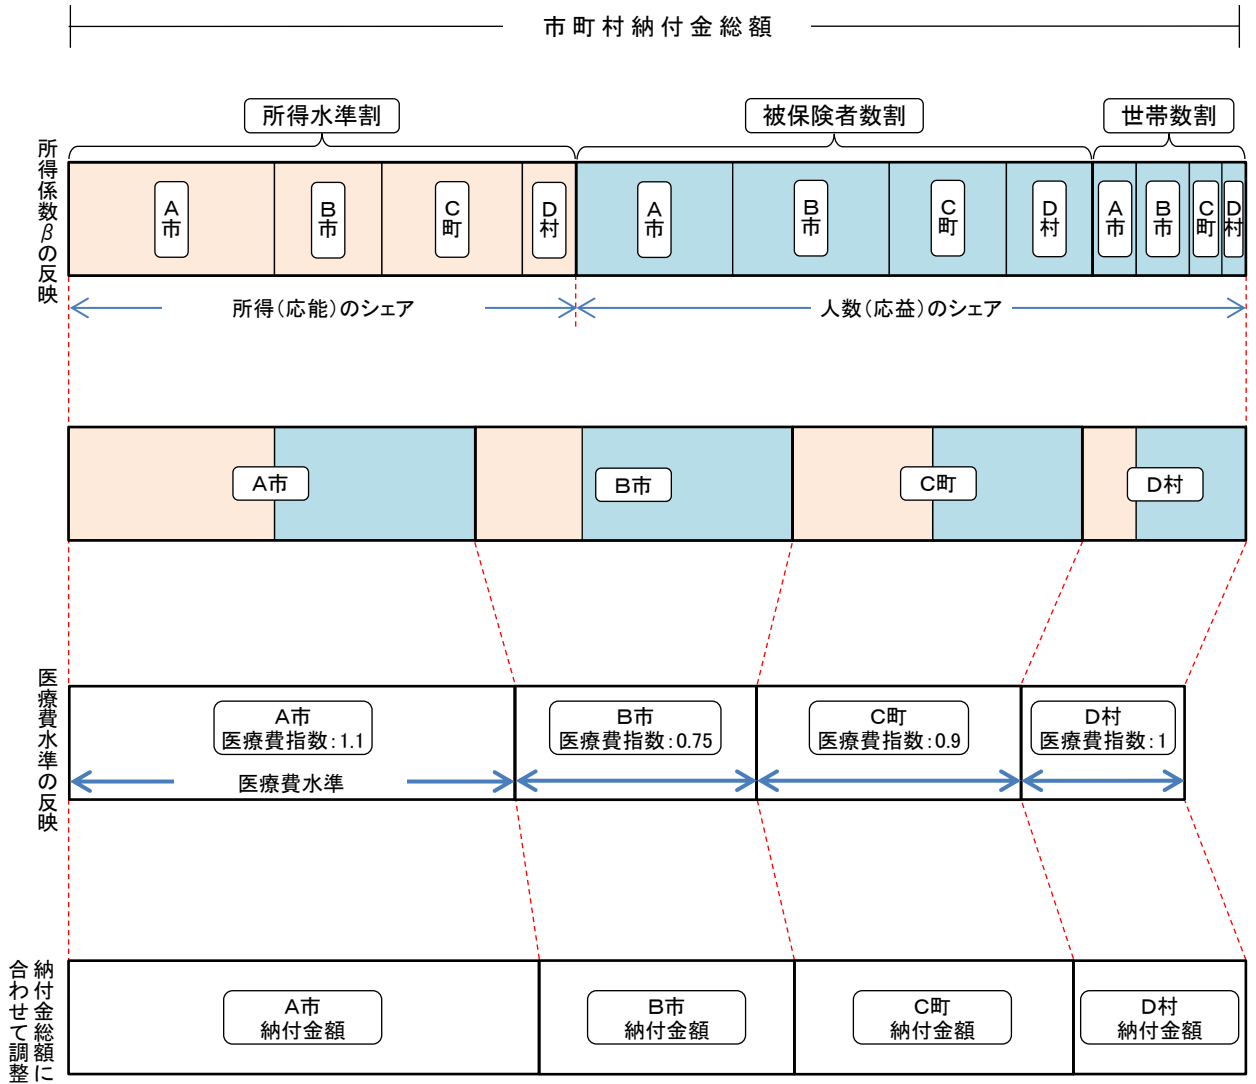 市町村納付金総額
所得水準割
被保険者数割
世帯数割
所得係数βの反映
A市
B市
C町
D村
A市
B市
C町
D村
A市
B市
C町
D村
所得（応能）のシェア
人数（応益）のシェア
A市
B市
C町
D村
医療費水準の反映
A市
医療費指数：1.1
B市
医療費指数：0.75
C町
医療費指数：0.9
D村
医療費指数：1
医療費水準
納付金総額に
合わせて調整
A市
納付金額
B市
納付金額
C町
納付金額
D村
納付金額